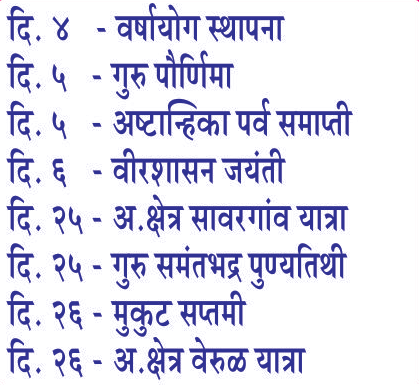 दि. ४ - वर्षायोग स्थापना
दि. ५ - गुरु पौर्णिमा
दि. ५ - अष्टान्हिका पर्व समाप्ती
दि. ६ - वीरशासन जयंती
दि. २५ - अ.क्षेत्र सावरगांव यात्रा
दि. २५ - गुरु समंतभद्र पुण्यतिथी
दि. २६ - मुकुट सप्तमी
दि. २६ - अ.क्षेत्र वेरुळ यात्रा